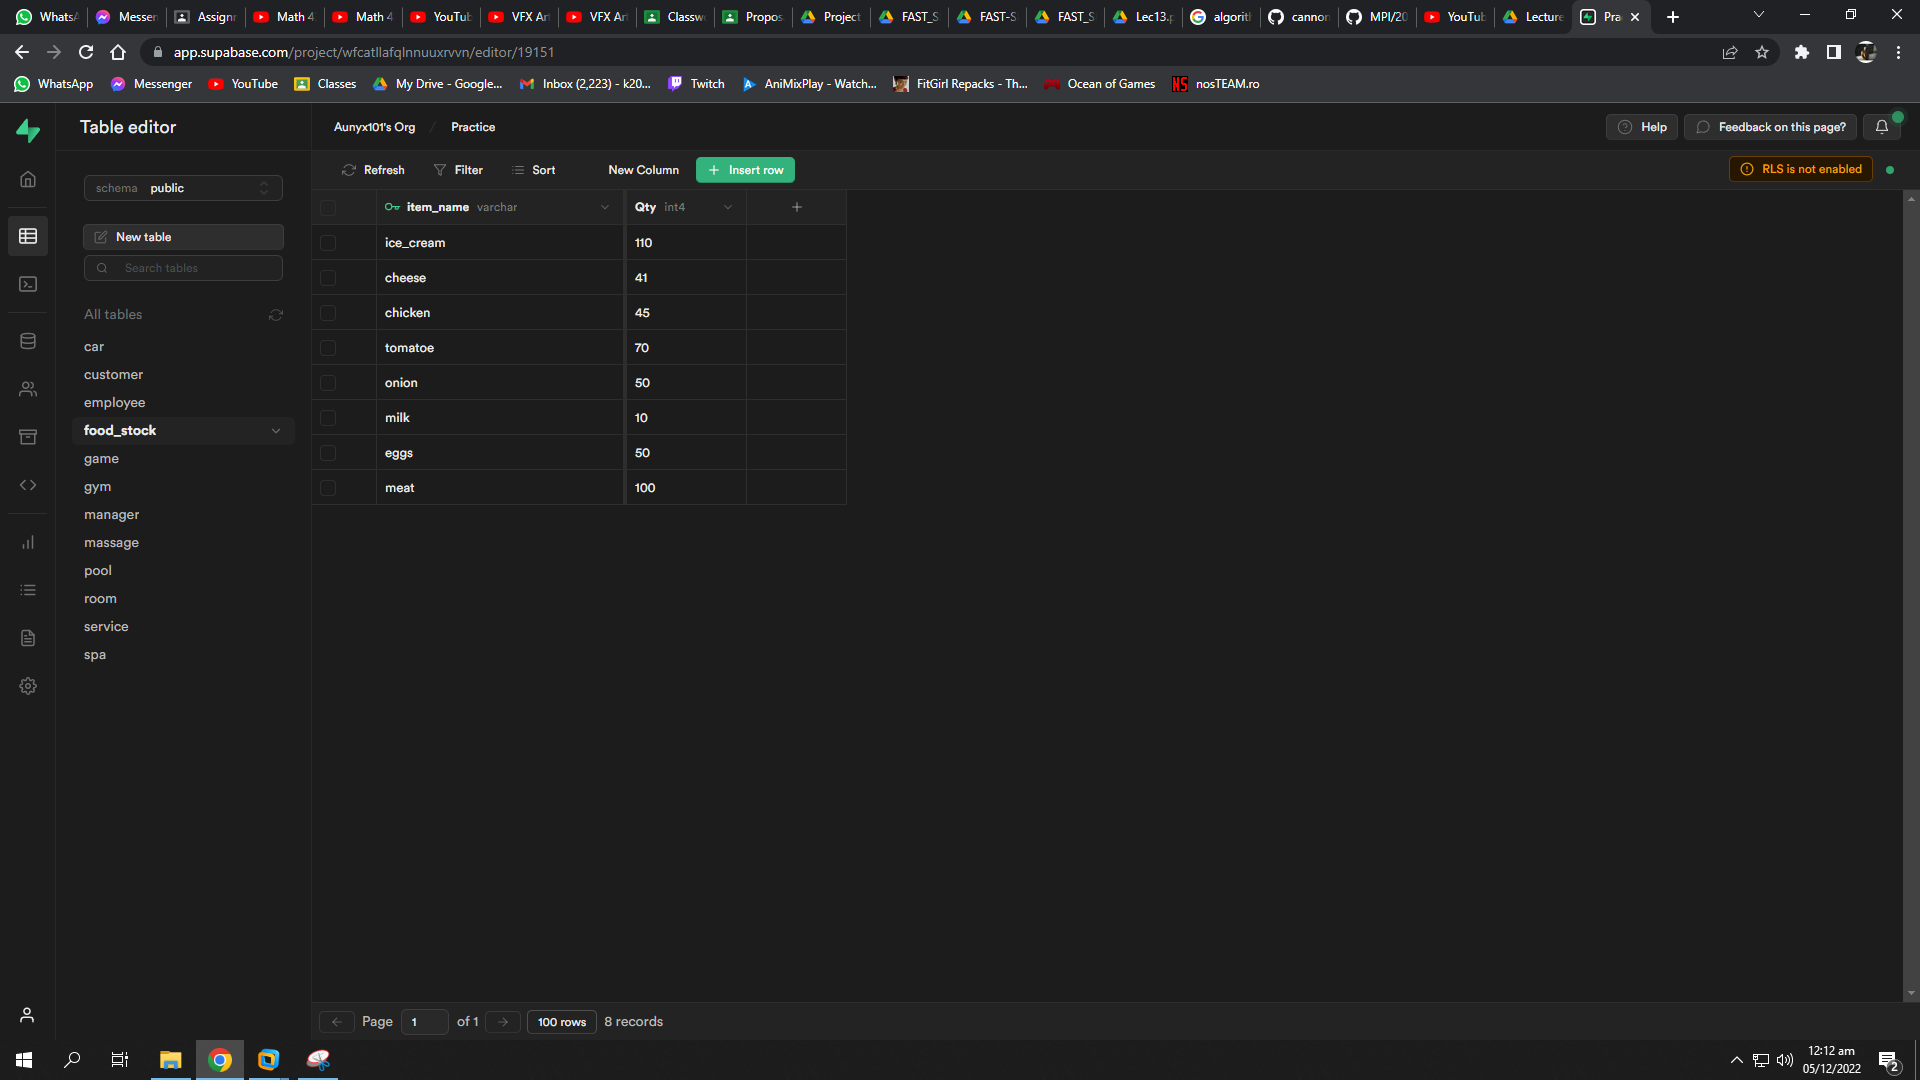 WhatsA
Messen
Assignm
Math 4
Math 4
YouTub
VFX Art
VFX Art
Classwo
Propos
Project
FAST_S
FAST-S
FAST_S
Lec13.p
algorith
cannon
MPI/20
YouTub
Lecture
Pra
app.supabase.com/project/wfcatllafqlnnuuxrvvn/editor/19151
WhatsApp
Messenger
YouTube
Classes
My Drive - Google...
Inbox (2,223) - k20...
Twitch
AniMixPlay - Watch...
FitGirl Repacks - Th...
Ocean of Games
NS nosTEAM.ro
Table editor
Aunyx101's Org / Practice
Help
Feedback on this page?
schema public
New table
Search tables
All tables
car
customer
employee
food_stock
game
gym
manager
massage
pool
room
service
spa
Refresh
Filter
Sort
New Column
+ Insert row
RLS is not enabled
item_name varchar Qty int4 +
ice_cream 110
cheese 41
chicken 45
tomatoe 70
onion 50
milk 10
eggs 50
meat 100
Page 1 of 1 100 rows 8 records
12:12 am
05/12/2022
2